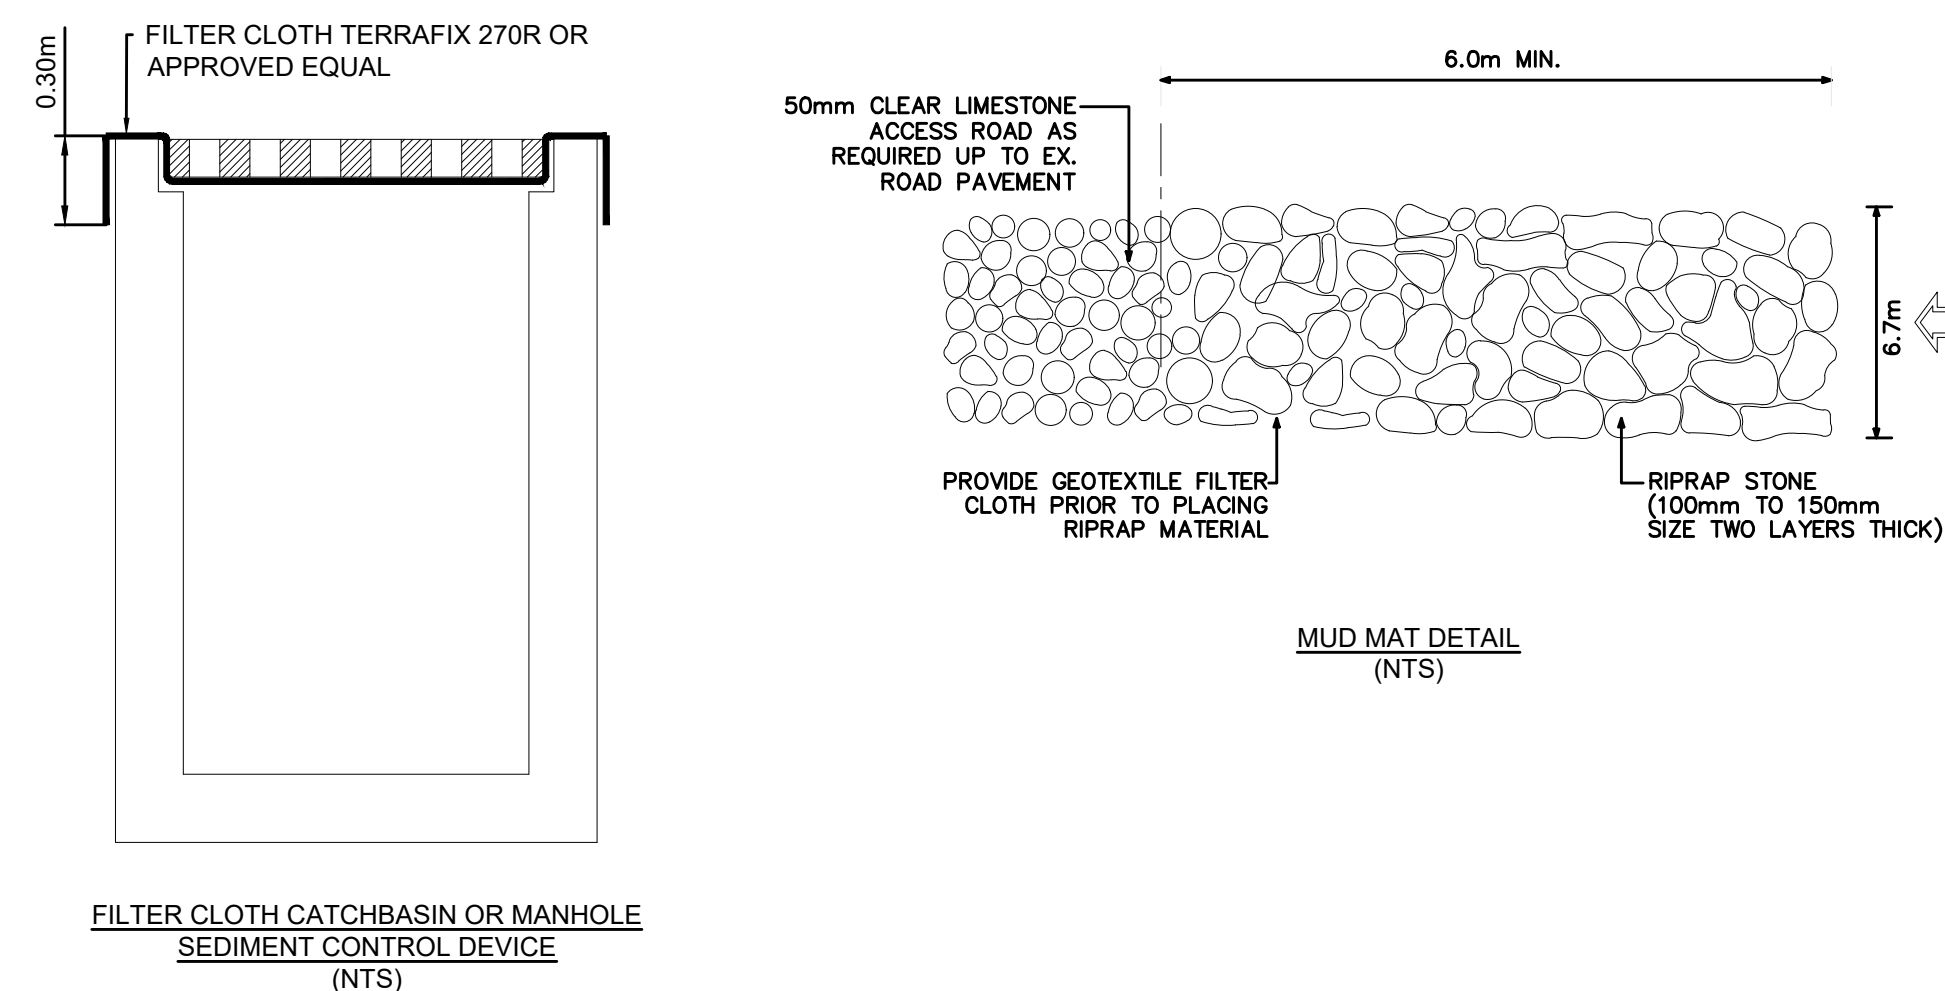 0.30m
FILTER CLOTH TERRAFIX 270R OR
APPROVED EQUAL
FILTER CLOTH CATCHBASIN OR MANHOLE
SEDIMENT CONTROL DEVICE
(NTS)
6.0m MIN.
50mm CLEAR LIMESTONE
ACCESS ROAD AS
REQUIRED UP TO EX.
ROAD PAVEMENT
6.7m
PROVIDE GEOTEXTILE FILTER
CLOTH PRIOR TO PLACING
RIPRAP MATERIAL
RIPRAP STONE
(100mm TO 150mm
SIZE TWO LAYERS THICK)
MUD MAT DETAIL
(NTS)